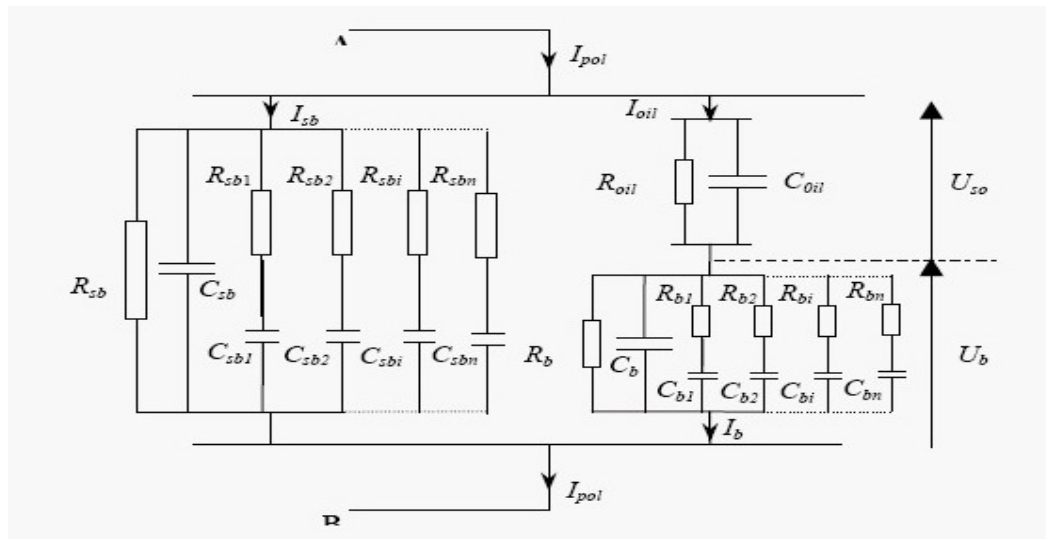 A
I_pol
I_sb
I_oil
R_sb1 R_sb2 R_sbi R_sbn
R_oil
C_0il
U_so
R_sb
C_sb
R_b1 R_b2 R_bi R_bn
C_sb1 C_sb2 C_sbi C_sbn
R_b
C_b
U_b
C_b1 C_b2 C_bi C_bn
I_b
I_pol
B